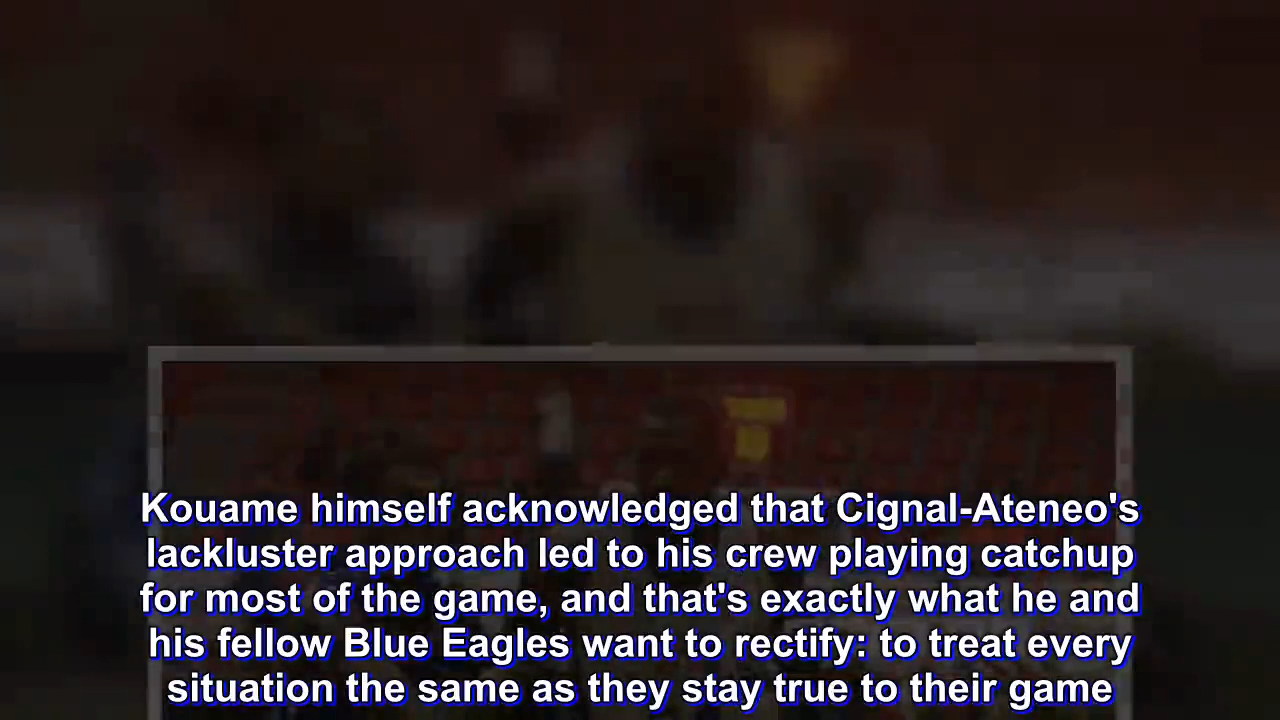 Kouame himself acknowledged that Cignal-Ateneo's
lackluster approach led to his crew playing catchup
for most of the game, and that's exactly what he and
his fellow Blue Eagles want to rectify: to treat every
situation the same as they stay true to their game